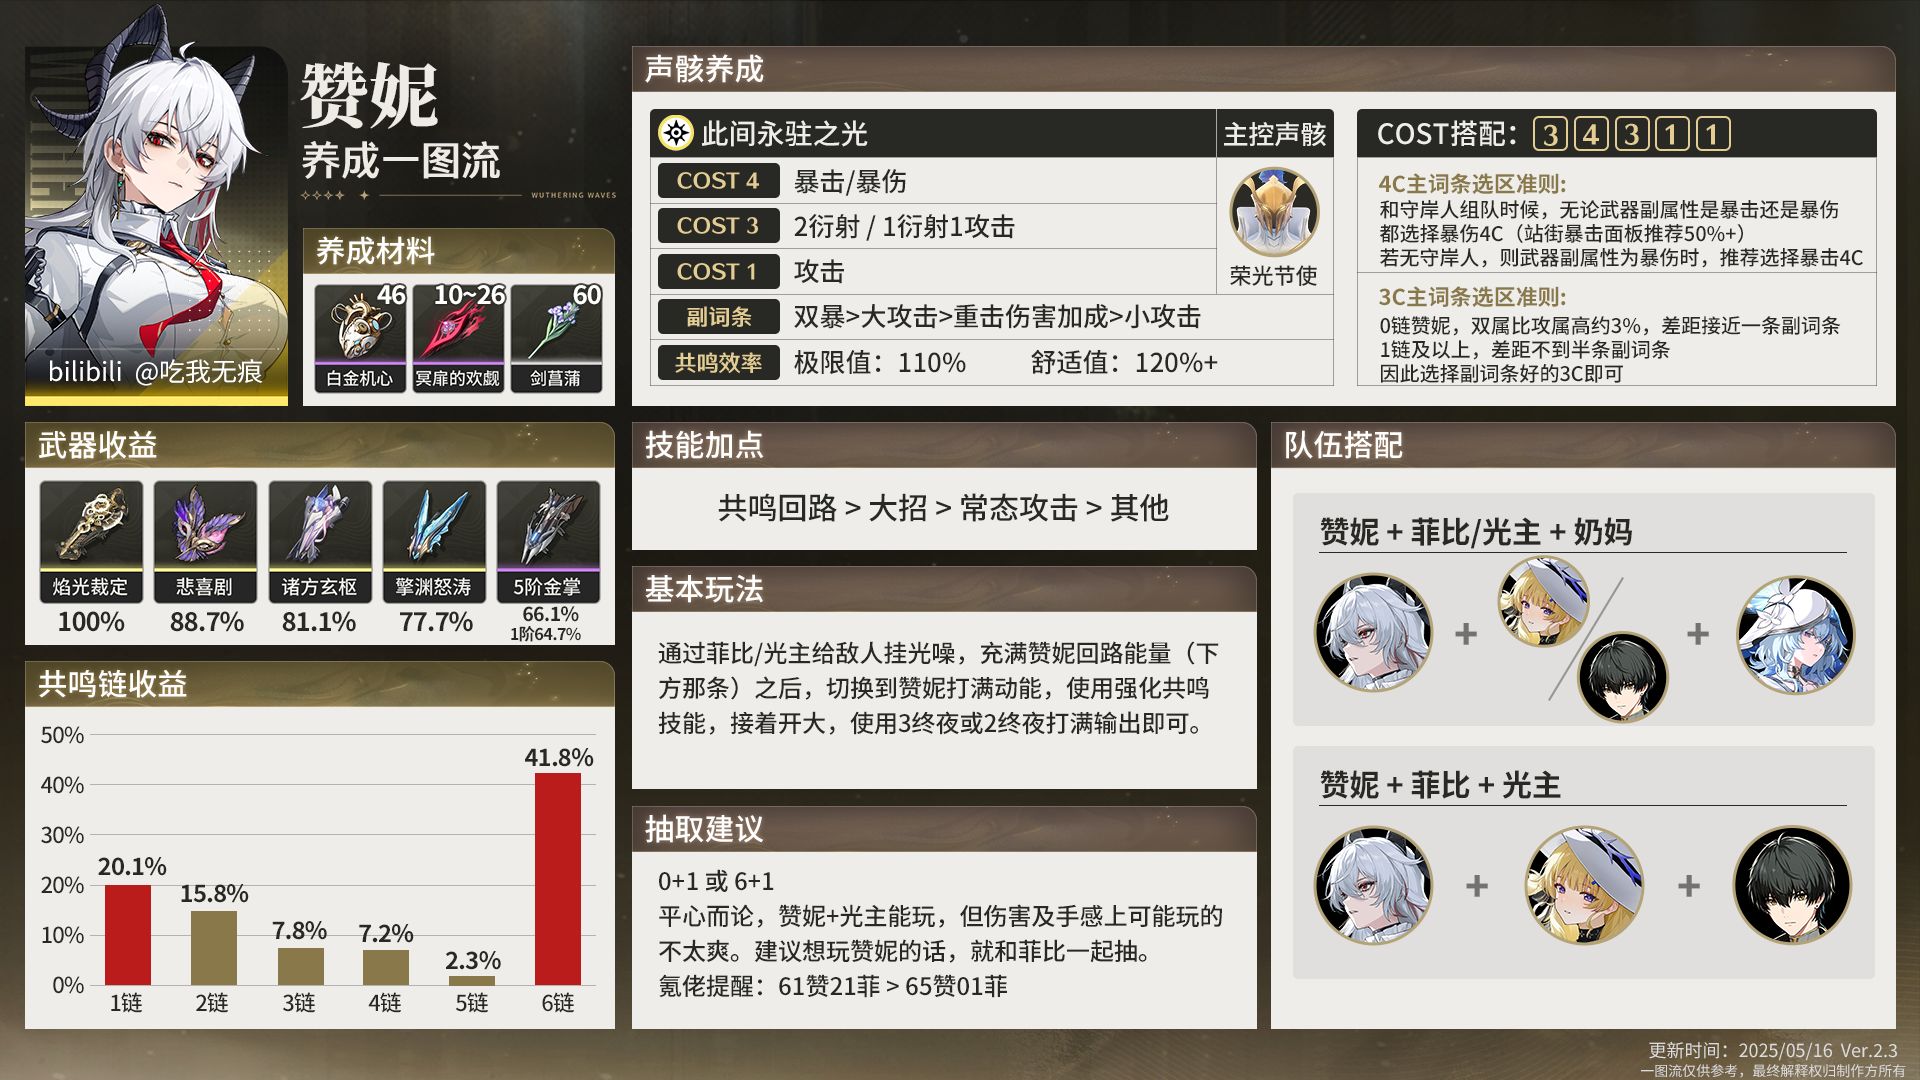 赞妮
养成一图流
WUTHERING WAVES
bilibili @吃我无痕
养成材料
46
10~26
60
白金机心
冥扉的欢觑
剑菖蒲
声骸养成
此间永驻之光
主控声骸
COST 4 暴击/暴伤
COST 3 2衍射 / 1衍射1攻击
COST 1 攻击
荣光节使
副词条 双暴>大攻击>重击伤害加成>小攻击
共鸣效率 极限值：110% 舒适值：120%+
COST搭配：3 4 3 1 1
4C主词条选区准则:
和守岸人组队时候，无论武器副属性是暴击还是暴伤
都选择暴伤4C（站街暴击面板推荐50%+）
若无守岸人，则武器副属性为暴伤时，推荐选择暴击4C
3C主词条选区准则:
0链赞妮，双属比攻属高约3%，差距接近一条副词条
1链及以上，差距不到半条副词条
因此选择副词条好的3C即可
武器收益
焰光裁定
悲喜剧
诸方玄枢
擎渊怒涛
5阶金掌
100%
88.7%
81.1%
77.7%
66.1%
1阶64.7%
共鸣链收益
50%
40%
30%
20%
10%
0%
20.1%
15.8%
7.8%
7.2%
2.3%
41.8%
1链
2链
3链
4链
5链
6链
技能加点
共鸣回路 > 大招 > 常态攻击 > 其他
基本玩法
通过菲比/光主给敌人挂光噪，充满赞妮回路能量（下
方那条）之后，切换到赞妮打满动能，使用强化共鸣
技能，接着开大，使用3终夜或2终夜打满输出即可。
抽取建议
0+1 或 6+1
平心而论，赞妮+光主能玩，但伤害及手感上可能玩的
不太爽。建议想玩赞妮的话，就和菲比一起抽。
氪佬提醒：61赞21菲 > 65赞01菲
队伍搭配
赞妮 + 菲比/光主 + 奶妈
+
+
赞妮 + 菲比 + 光主
+
+
更新时间：2025/05/16 Ver.2.3
一图流仅供参考，最终解释权归制作方所有